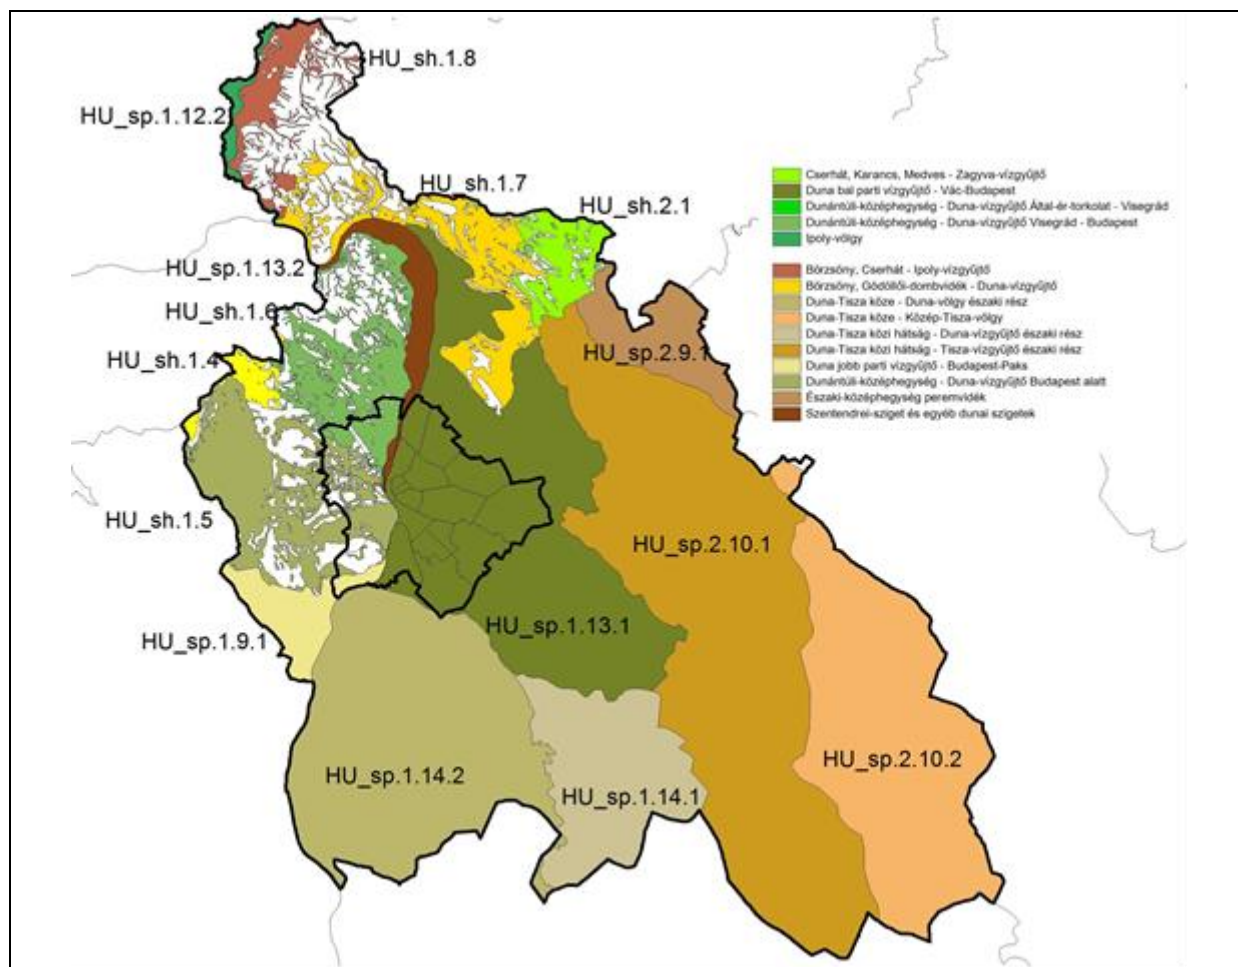 HU_sh.1.8
HU_sp.1.12.2
HU_sh.1.7
HU_sh.2.1
HU_sp.1.13.2
HU_sh.1.6
HU_sh.1.4
HU_sp.2.9.1
HU_sh.1.5
HU_sp.2.10.1
HU_sp.1.13.1
HU_sp.1.9.1
HU_sp.2.10.2
HU_sp.1.14.2
HU_sp.1.14.1
Cserhát, Karancs, Medves - Zagyva-vízgyűjtő
Duna bal parti vízgyűjtő - Vác-Budapest
Dunántúli-középhegység - Duna-vízgyűjtő Által-ér-torkolat - Visegrád
Dunántúli-középhegység - Duna-vízgyűjtő Visegrád - Budapest
Ipoly-völgy
Börzsöny, Cserhát - Ipoly-vízgyűjtő
Börzsöny, Gödöllői-dombvidék - Duna-vízgyűjtő
Duna-Tisza köze - Duna-völgy északi rész
Duna-Tisza köze - Közép-Tisza-völgy
Duna-Tisza közi hátság - Duna-vízgyűjtő északi rész
Duna-Tisza közi hátság - Tisza-vízgyűjtő északi rész
Duna jobb parti vízgyűjtő - Budapest-Paks
Dunántúli-középhegység - Duna-vízgyűjtő Budapest alatt
Északi-középhegység peremvidék
Szentendrei-sziget és egyéb dunai szigetek